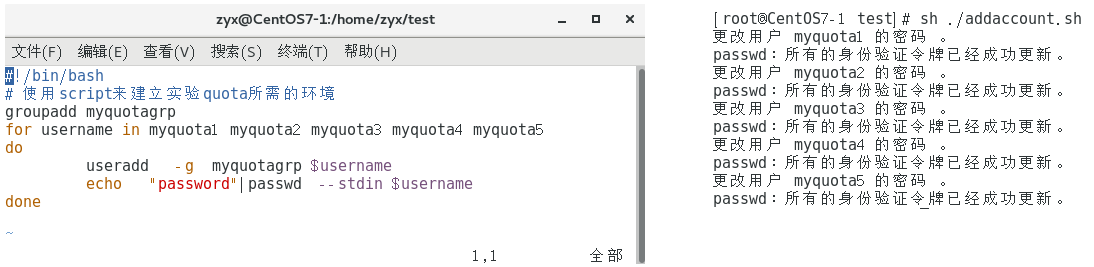 zyx@CentOS7-1:/home/zyx/test
文件(F) 编辑(E) 查看(V) 搜索(S) 终端(T) 帮助(H)
#!/bin/bash
# 使用script来建立实验quota所需的环境
groupadd myquotagrp
for username in myquota1 myquota2 myquota3 myquota4 myquota5
do
useradd -g myquotagrp $username
echo "password"|passwd --stdin $username
done
~
1,1 全部
[root@CentOS7-1 test]# sh ./addaccount.sh
更改用户 myquota1 的密码 。
passwd：所有的身份验证令牌已经成功更新。
更改用户 myquota2 的密码 。
passwd：所有的身份验证令牌已经成功更新。
更改用户 myquota3 的密码 。
passwd：所有的身份验证令牌已经成功更新。
更改用户 myquota4 的密码 。
passwd：所有的身份验证令牌已经成功更新。
更改用户 myquota5 的密码 。
passwd：所有的身份验证令牌已经成功更新。